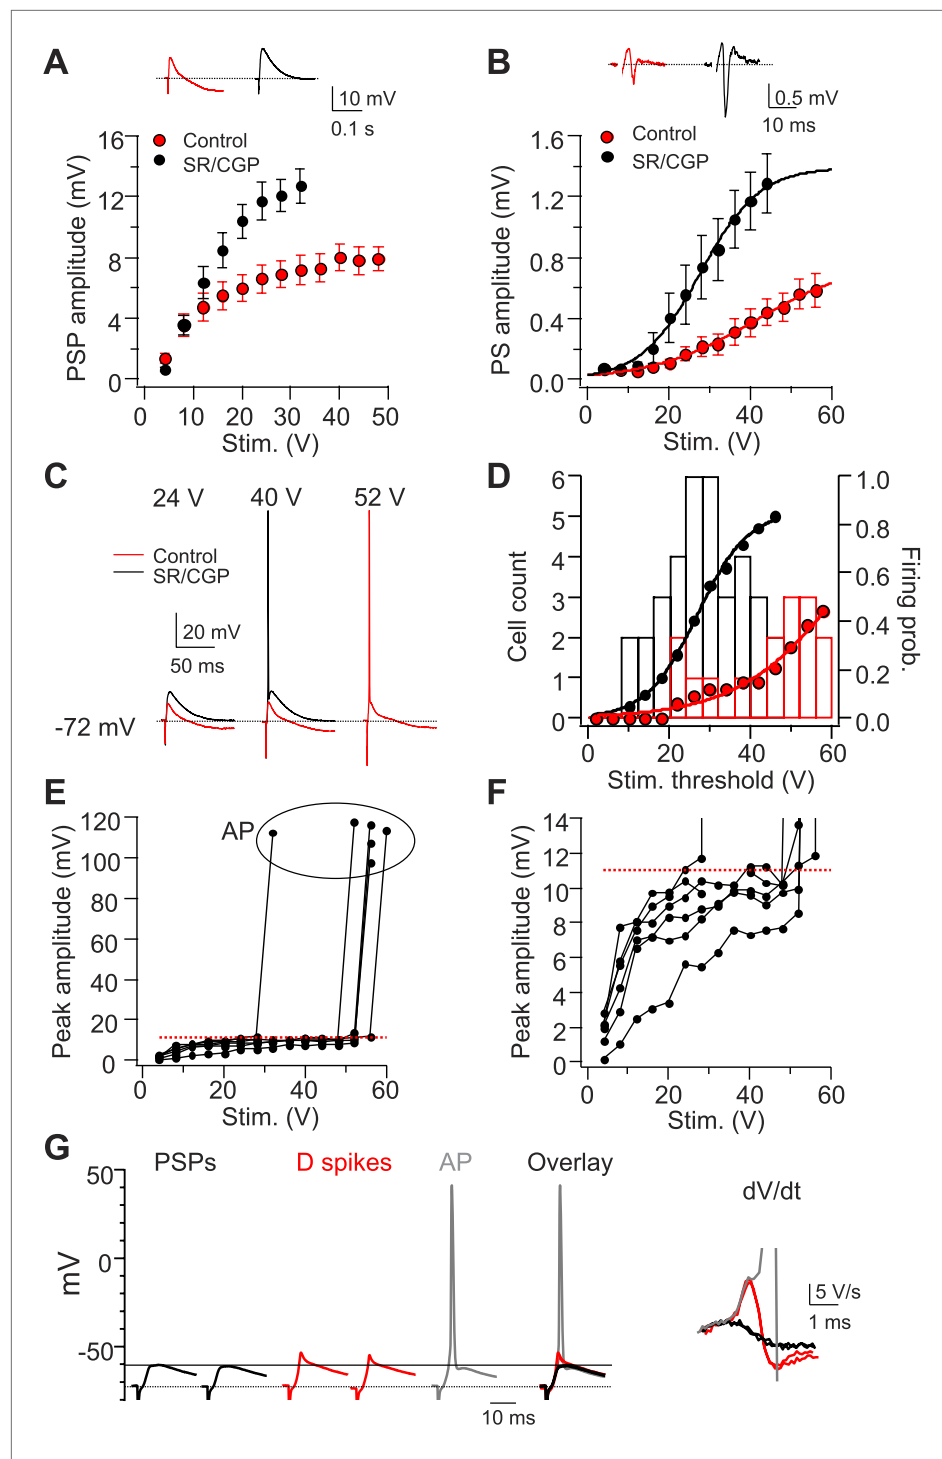 A
10 mV
0.1 s
Control
SR/CGP
PSP amplitude (mV)
16
12
8
4
0
0 10 20 30 40 50
Stim. (V)
B
0.5 mV
10 ms
Control
SR/CGP
PS amplitude (mV)
1.6
1.2
0.8
0.4
0.0
0 20 40 60
Stim. (V)
C
24 V 40 V 52 V
Control
SR/CGP
20 mV
50 ms
-72 mV
D
Cell count
6
5
4
3
2
1
0
1.0
0.8
0.6
0.4
0.2
0.0
Firing prob.
0 20 40 60
Stim. threshold (V)
E
AP
Peak amplitude (mV)
120
100
80
60
40
20
0
0 20 40 60
Stim. (V)
F
Peak amplitude (mV)
14
12
10
8
6
4
2
0
0 20 40 60
Stim. (V)
G
PSPs D spikes AP Overlay
mV
50
0
-50
10 ms
dV/dt
5 V/s
1 ms